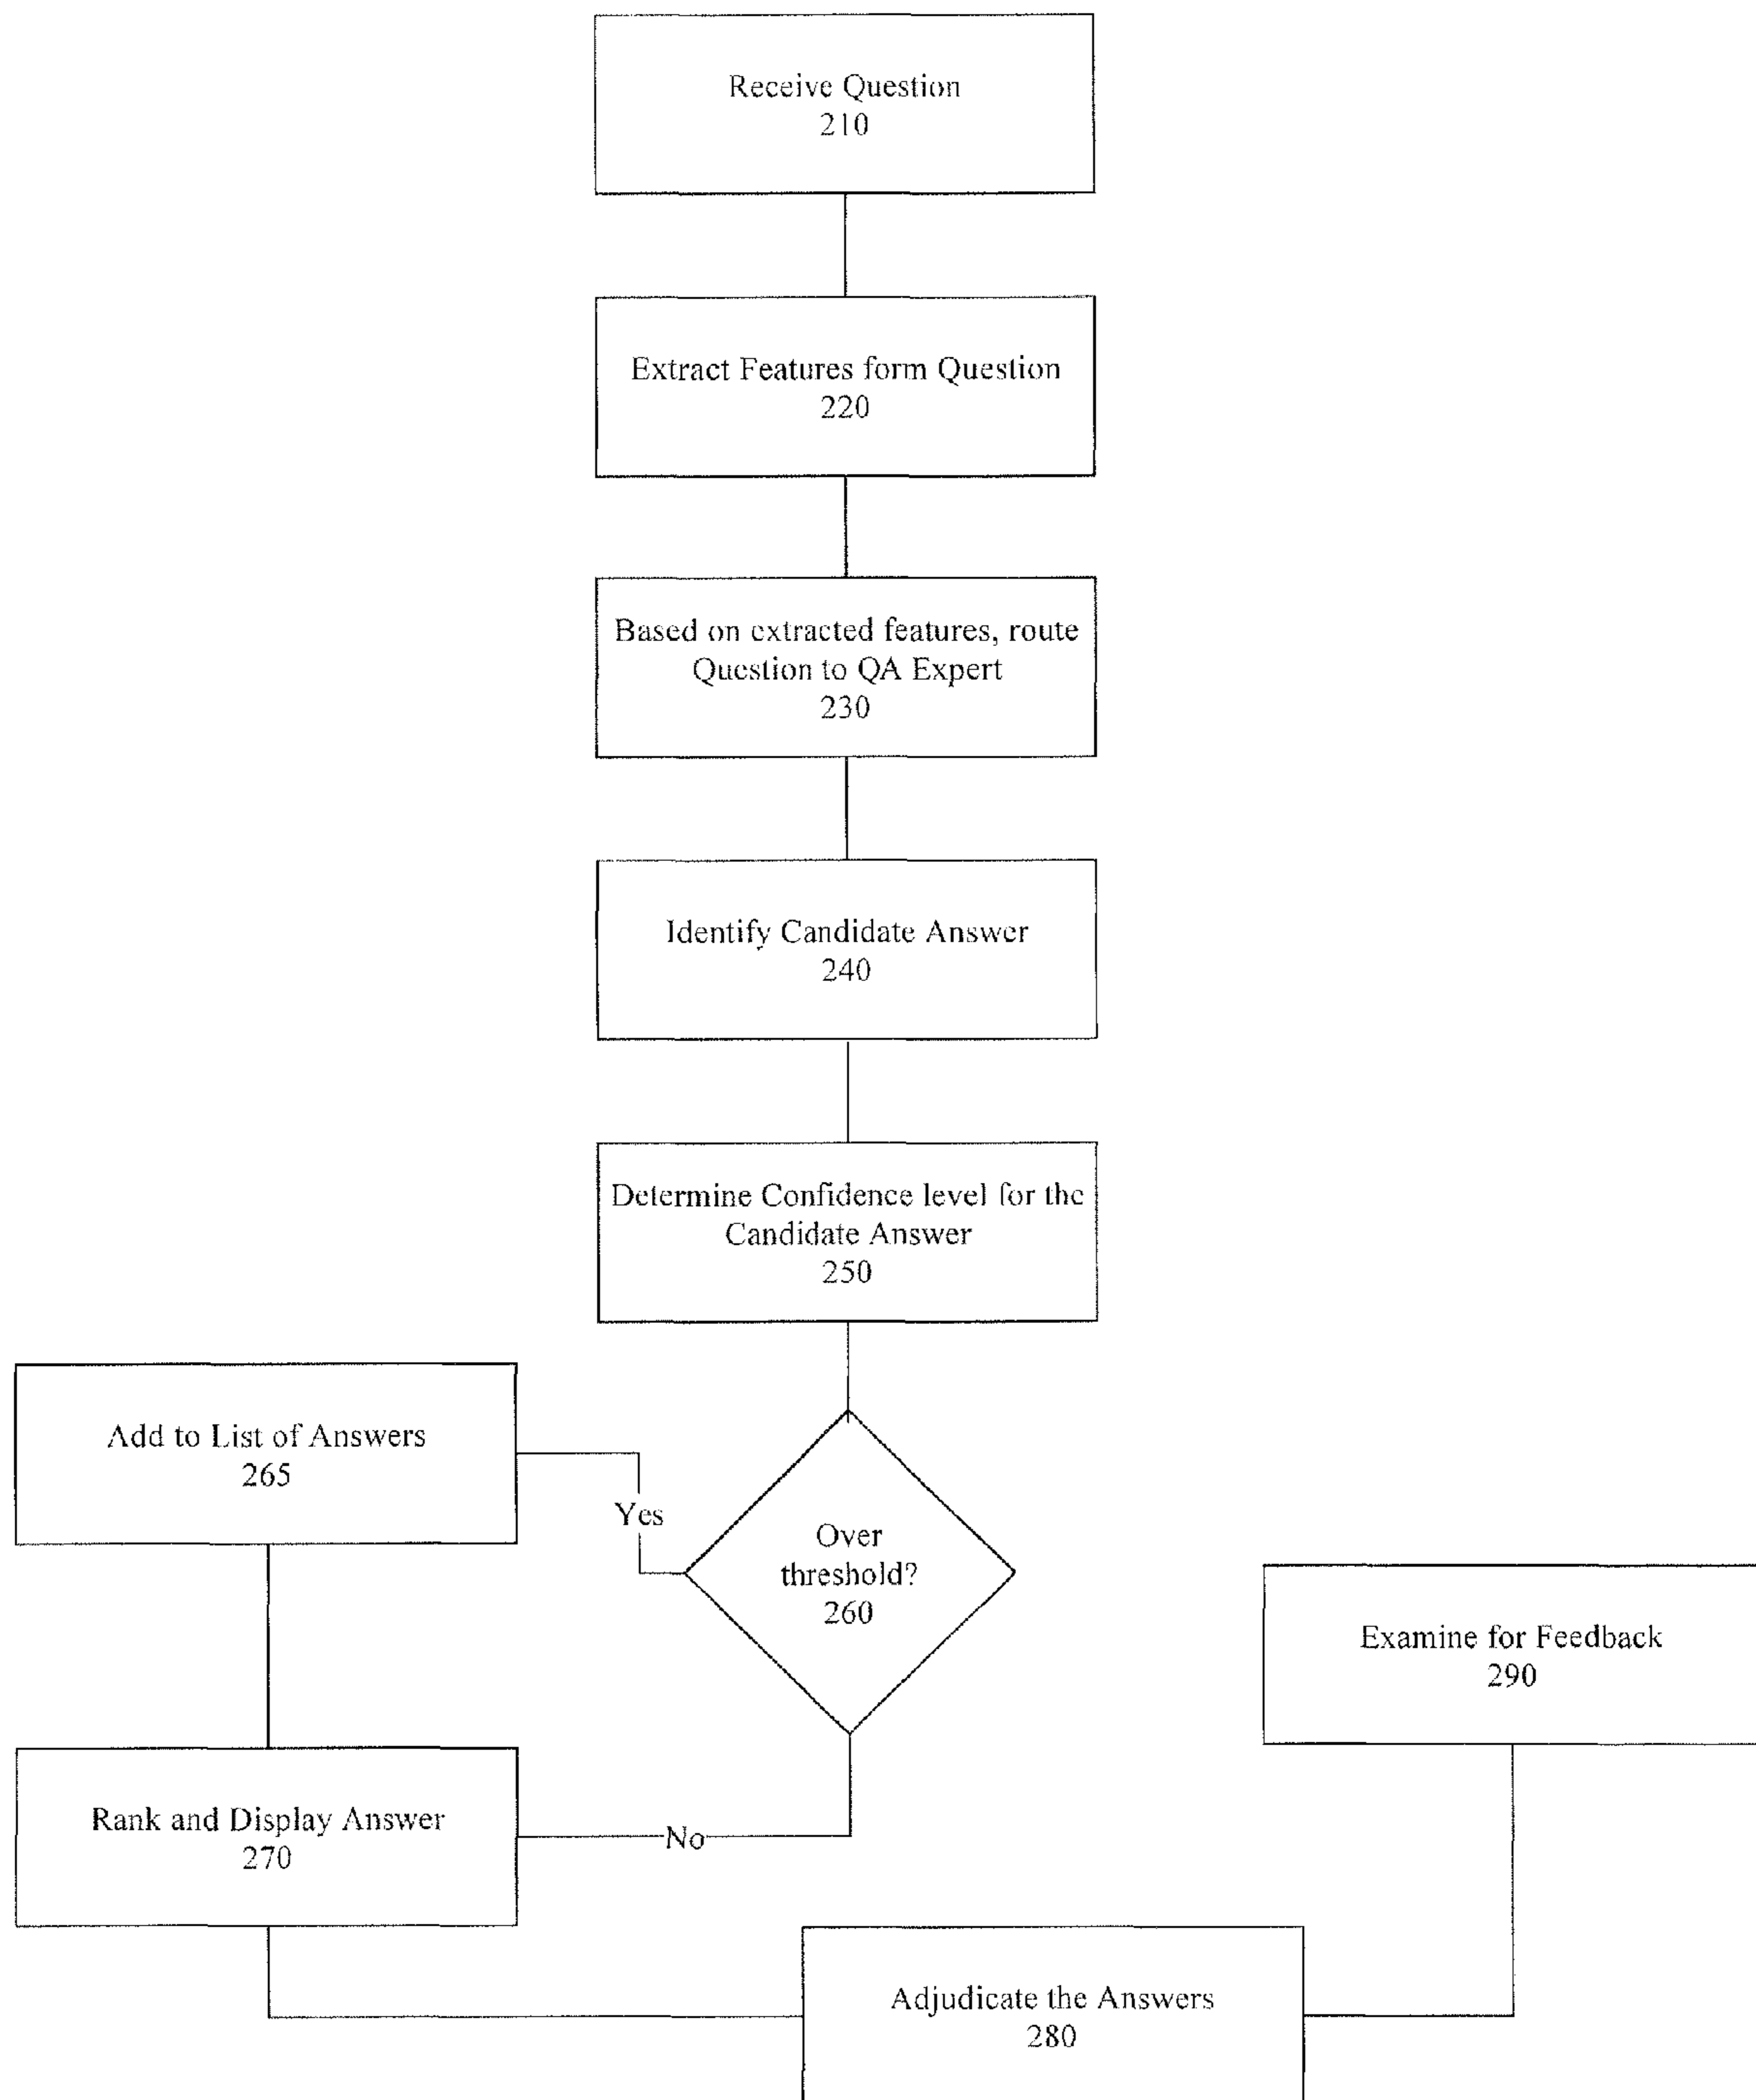 Receive Question
210
Extract Features form Question
220
Based on extracted features, route
Question to QA Expert
230
Identify Candidate Answer
240
Determine Confidence level for the
Candidate Answer
250
Add to List of Answers
265
Yes
Over
threshold?
260
Examine for Feedback
290
Rank and Display Answer
270
No
Adjudicate the Answers
280